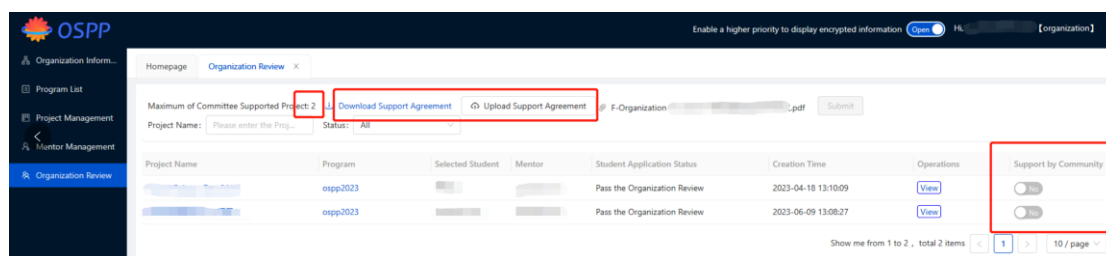 OSPP
Enable a higher priority to display encrypted information Open Hi, 【organization】
Organization Inform...
Program List
Project Management
Mentor Management
Organization Review
Homepage Organization Review ×
Maximum of Committee Supported Project: 2 Download Support Agreement Upload Support Agreement F-Organization .pdf Submit
Project Name: Please enter the Proj... Status: All
Project Name Program Selected Student Mentor Student Application Status Creation Time Operations Support by Community
ospp2023 Pass the Organization Review 2023-04-18 13:10:09 View No
ospp2023 Pass the Organization Review 2023-06-09 13:08:27 View No
Show me from 1 to 2 , total 2 items < 1 > 10 / page